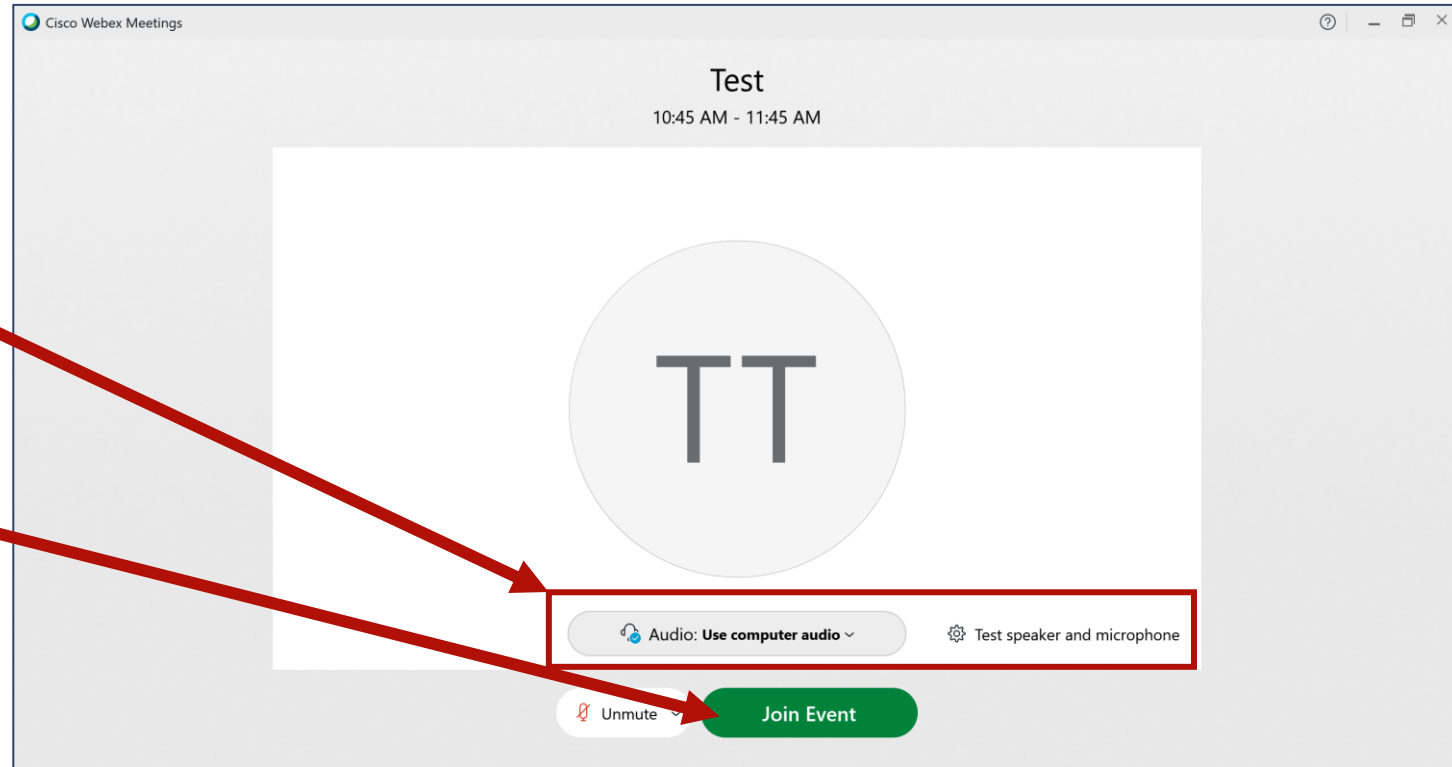 Cisco Webex Meetings
Test
10:45 AM - 11:45 AM
TT
Audio: Use computer audio
Test speaker and microphone
Unmute
Join Event